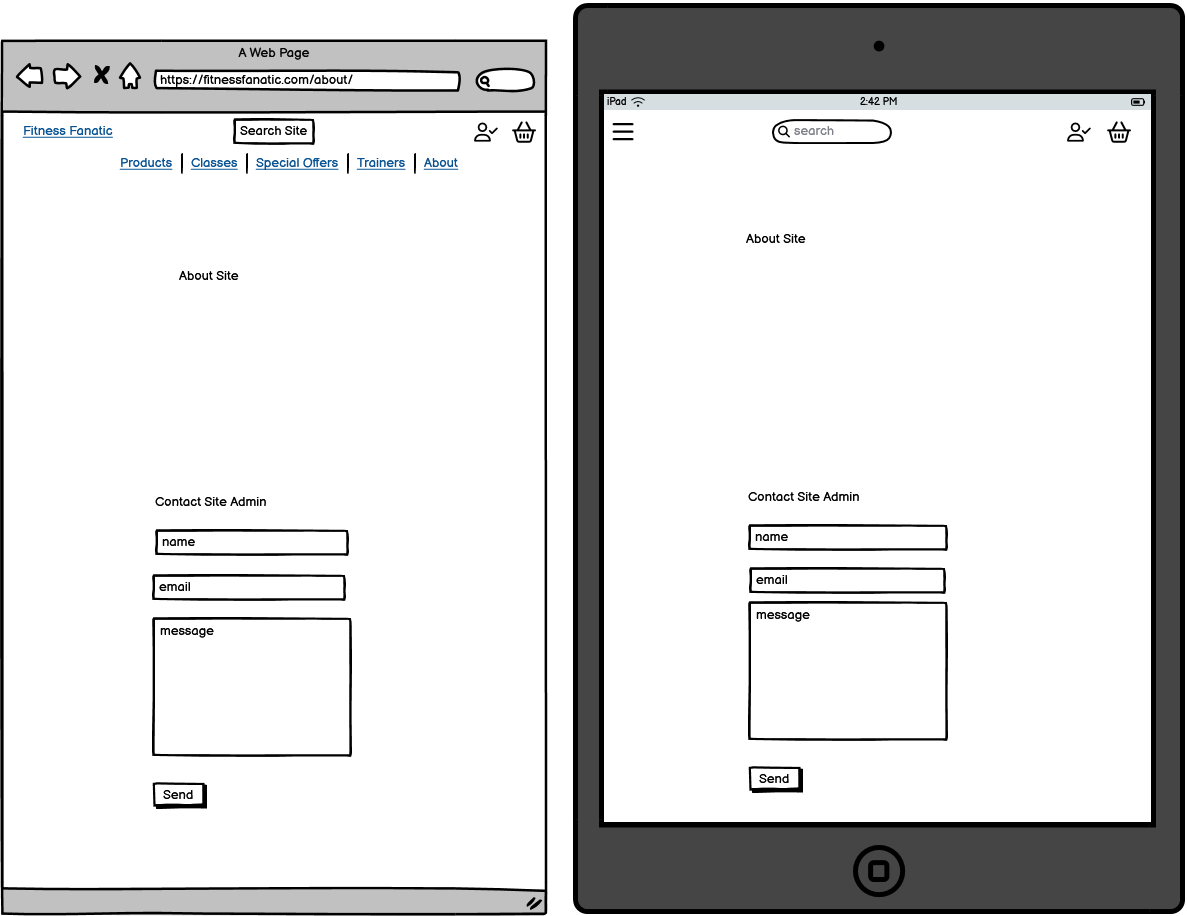 A Web Page
https://fitnessfanatic.com/about/
Fitness Fanatic
Search Site
Products
Classes
Special Offers
Trainers
About
About Site
Contact Site Admin
name
email
message
Send
iPad
2:42 PM
search
About Site
Contact Site Admin
name
email
message
Send